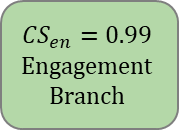 CS_en = 0.99
Engagement
Branch